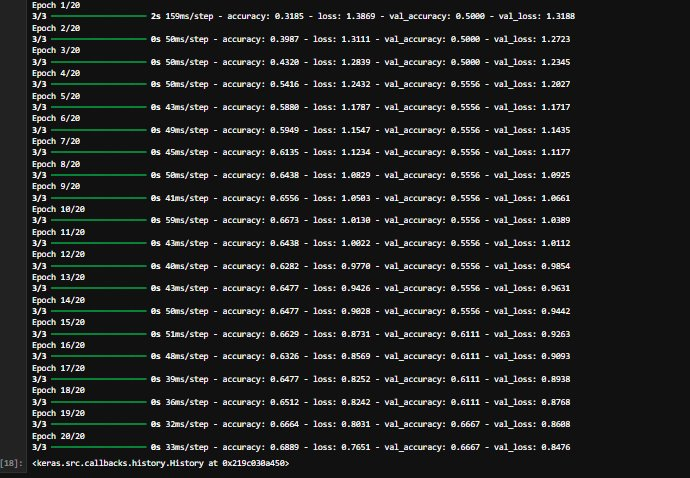 Epoch 1/20
3/3 2s 159ms/step - accuracy: 0.3185 - loss: 1.3869 - val_accuracy: 0.5000 - val_loss: 1.3188
Epoch 2/20
3/3 0s 50ms/step - accuracy: 0.3987 - loss: 1.3111 - val_accuracy: 0.5000 - val_loss: 1.2723
Epoch 3/20
3/3 0s 50ms/step - accuracy: 0.4320 - loss: 1.2839 - val_accuracy: 0.5000 - val_loss: 1.2345
Epoch 4/20
3/3 0s 50ms/step - accuracy: 0.5416 - loss: 1.2432 - val_accuracy: 0.5556 - val_loss: 1.2027
Epoch 5/20
3/3 0s 43ms/step - accuracy: 0.5880 - loss: 1.1787 - val_accuracy: 0.5556 - val_loss: 1.1717
Epoch 6/20
3/3 0s 49ms/step - accuracy: 0.5949 - loss: 1.1547 - val_accuracy: 0.5556 - val_loss: 1.1435
Epoch 7/20
3/3 0s 45ms/step - accuracy: 0.6135 - loss: 1.1234 - val_accuracy: 0.5556 - val_loss: 1.1177
Epoch 8/20
3/3 0s 50ms/step - accuracy: 0.6438 - loss: 1.0829 - val_accuracy: 0.5556 - val_loss: 1.0925
Epoch 9/20
3/3 0s 41ms/step - accuracy: 0.6556 - loss: 1.0503 - val_accuracy: 0.5556 - val_loss: 1.0661
Epoch 10/20
3/3 0s 59ms/step - accuracy: 0.6673 - loss: 1.0130 - val_accuracy: 0.5556 - val_loss: 1.0389
Epoch 11/20
3/3 0s 43ms/step - accuracy: 0.6438 - loss: 1.0022 - val_accuracy: 0.5556 - val_loss: 1.0112
Epoch 12/20
3/3 0s 40ms/step - accuracy: 0.6282 - loss: 0.9770 - val_accuracy: 0.5556 - val_loss: 0.9854
Epoch 13/20
3/3 0s 43ms/step - accuracy: 0.6477 - loss: 0.9426 - val_accuracy: 0.5556 - val_loss: 0.9631
Epoch 14/20
3/3 0s 50ms/step - accuracy: 0.6477 - loss: 0.9028 - val_accuracy: 0.5556 - val_loss: 0.9442
Epoch 15/20
3/3 0s 51ms/step - accuracy: 0.6629 - loss: 0.8731 - val_accuracy: 0.6111 - val_loss: 0.9263
Epoch 16/20
3/3 0s 48ms/step - accuracy: 0.6326 - loss: 0.8569 - val_accuracy: 0.6111 - val_loss: 0.9093
Epoch 17/20
3/3 0s 39ms/step - accuracy: 0.6477 - loss: 0.8252 - val_accuracy: 0.6111 - val_loss: 0.8938
Epoch 18/20
3/3 0s 36ms/step - accuracy: 0.6512 - loss: 0.8242 - val_accuracy: 0.6111 - val_loss: 0.8768
Epoch 19/20
3/3 0s 32ms/step - accuracy: 0.6664 - loss: 0.8031 - val_accuracy: 0.6667 - val_loss: 0.8608
Epoch 20/20
3/3 0s 33ms/step - accuracy: 0.6889 - loss: 0.7651 - val_accuracy: 0.6667 - val_loss: 0.8476
[18]: <keras.src.callbacks.history.History at 0x219c030a450>